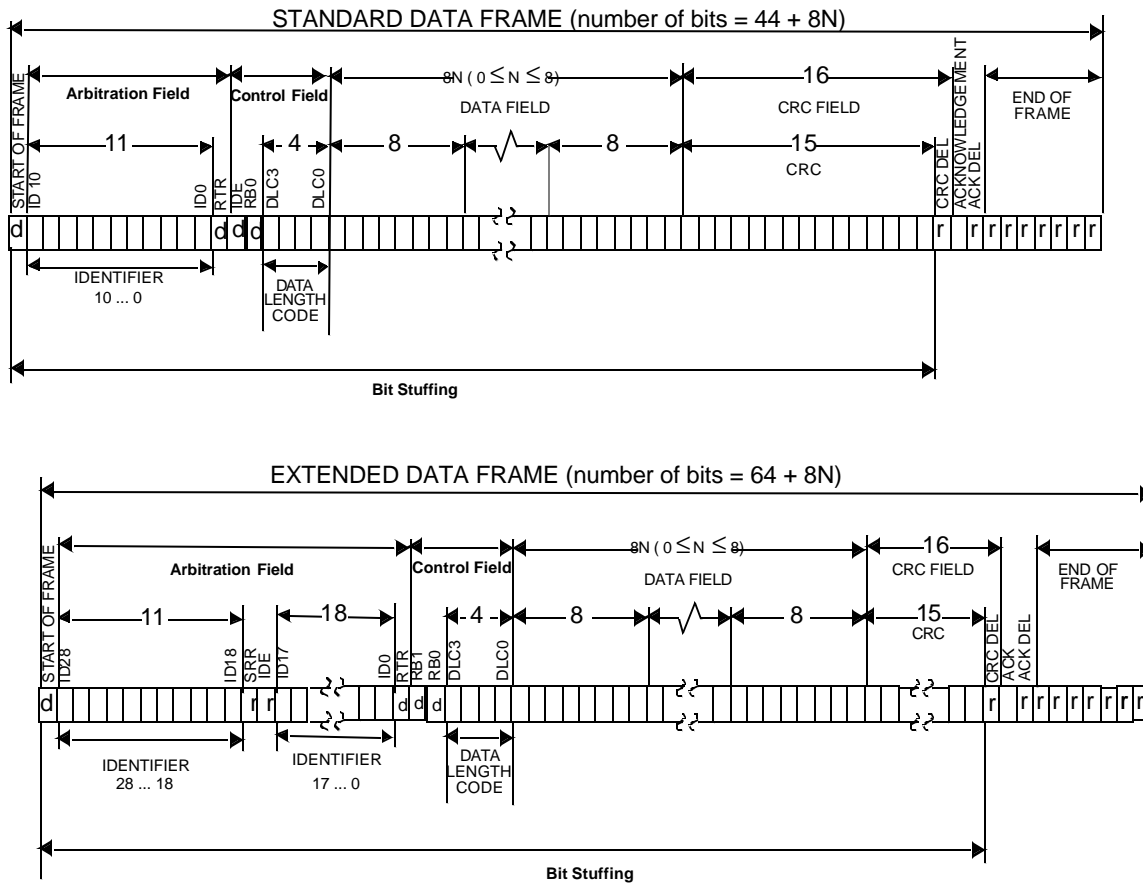 STANDARD DATA FRAME (number of bits = 44 + 8N)
START OF FRAME
ID 10
Arbitration Field
11
ID0
RTR
IDE
RB0
Control Field
4
DLC3
DLC0
8N ( 0 ≤ N ≤ 8)
DATA FIELD
8
8
16
CRC FIELD
15
CRC
CRC DEL
ACKNOWLEDGEMENT
ACK DEL
END OF
FRAME
d d d d r r r r r r r r r
IDENTIFIER
10 ... 0
DATA
LENGTH
CODE
Bit Stuffing
EXTENDED DATA FRAME (number of bits = 64 + 8N)
START OF FRAME
ID28
Arbitration Field
11
ID18
SRR
IDE
ID17
18
ID0
RTR
RB1
RB0
Control Field
4
DLC3
DLC0
8N ( 0 ≤ N ≤ 8)
DATA FIELD
8
8
16
CRC FIELD
15
CRC
CRC DEL
ACK
ACK DEL
END OF
FRAME
d r r d d d r r r r r r r r r
IDENTIFIER
28 ... 18
IDENTIFIER
17 ... 0
DATA
LENGTH
CODE
Bit Stuffing